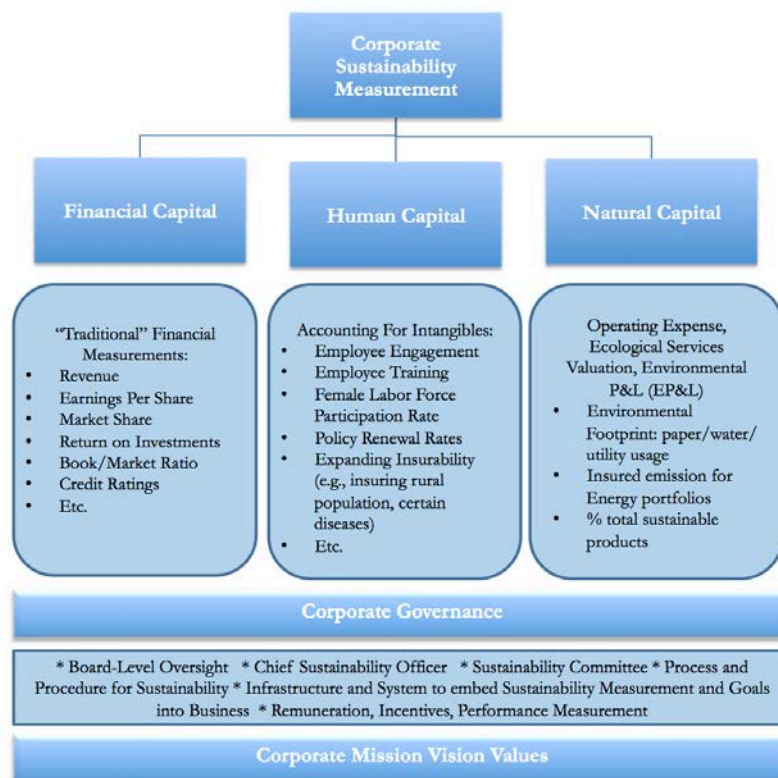 Corporate
Sustainability
Measurement
Financial Capital
Human Capital
Natural Capital
“Traditional” Financial
Measurements:
• Revenue
• Earnings Per Share
• Market Share
• Return on Investments
• Book/Market Ratio
• Credit Ratings
• Etc.
Accounting For Intangibles:
• Employee Engagement
• Employee Training
• Female Labor Force
Participation Rate
• Policy Renewal Rates
• Expanding Insurability
(e.g., insuring rural
population, certain
diseases)
• Etc.
Operating Expense,
Ecological Services
Valuation, Environmental
P&L (EP&L)
• Environmental
Footprint: paper/water/
utility usage
• Insured emission for
Energy portfolios
• % total sustainable
products
Corporate Governance
* Board-Level Oversight * Chief Sustainability Officer * Sustainability Committee * Process and
Procedure for Sustainability * Infrastructure and System to embed Sustainability Measurement and Goals
into Business * Remuneration, Incentives, Performance Measurement
Corporate Mission Vision Values